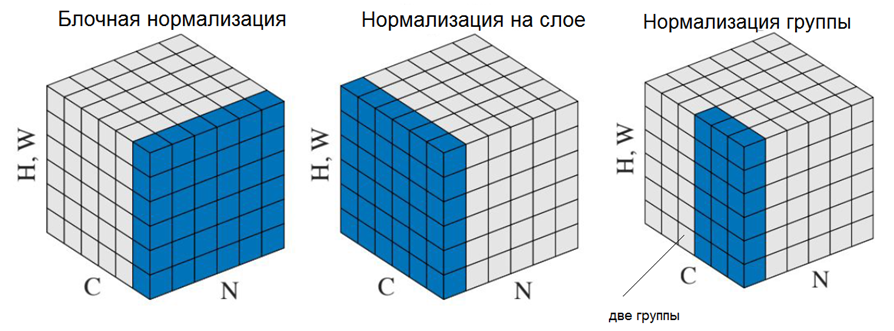 Блочная нормализация
Нормализация на слое
Нормализация группы
H, W
C
N
H, W
C
N
H, W
C
N
две группы